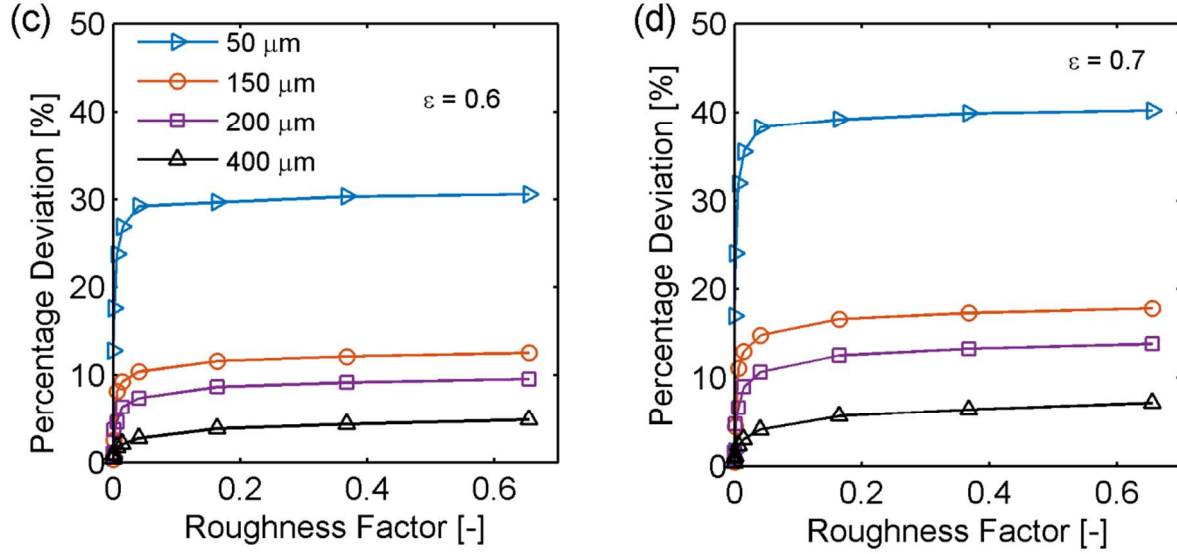 (c)
50
40
30
20
10
0
Percentage Deviation [%]
50 μm
150 μm
200 μm
400 μm
ε = 0.6
0
0.2
0.4
0.6
Roughness Factor [-]
(d)
50
40
30
20
10
0
Percentage Deviation [%]
ε = 0.7
0
0.2
0.4
0.6
Roughness Factor [-]